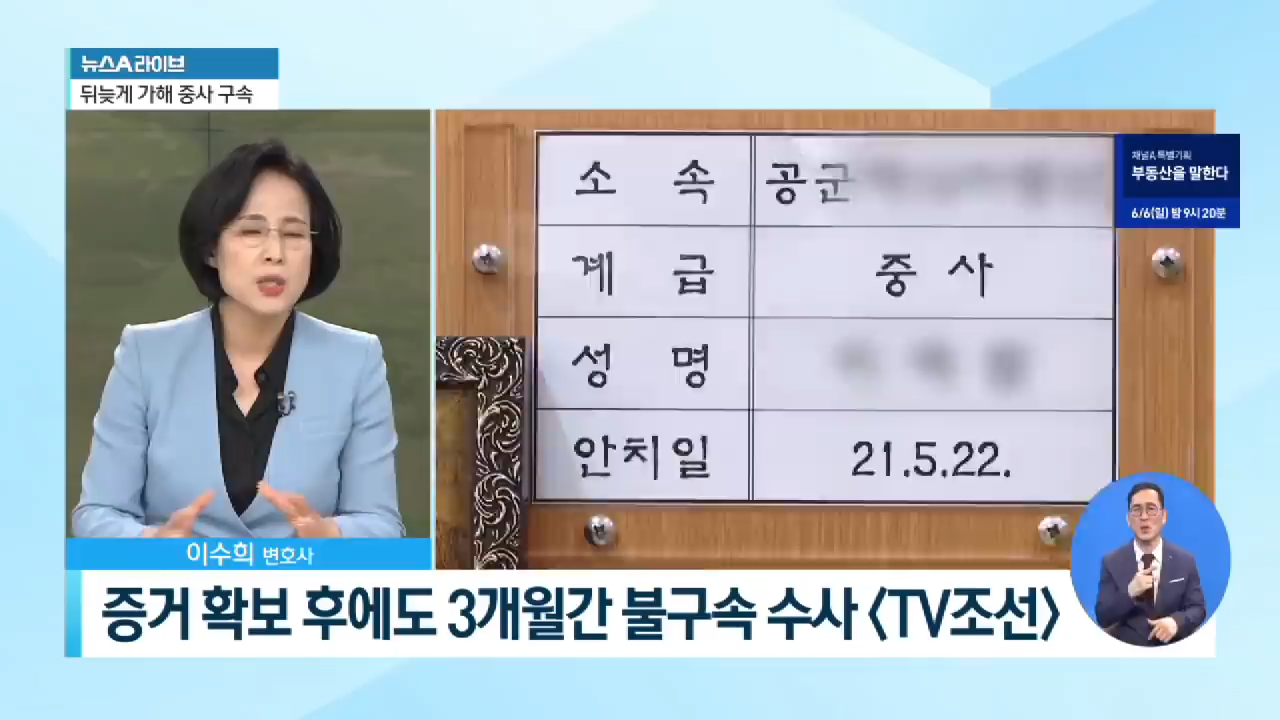 뉴스A 라이브
뒤늦게 가해 중사 구속
소 속 공군
계 급 중 사
성 명
안치일 21.5.22.
채널A 특별기획
부동산을 말한다
6/6(일) 밤 9시 20분
이수희 변호사
증거 확보 후에도 3개월간 불구속 수사 <TV조선>